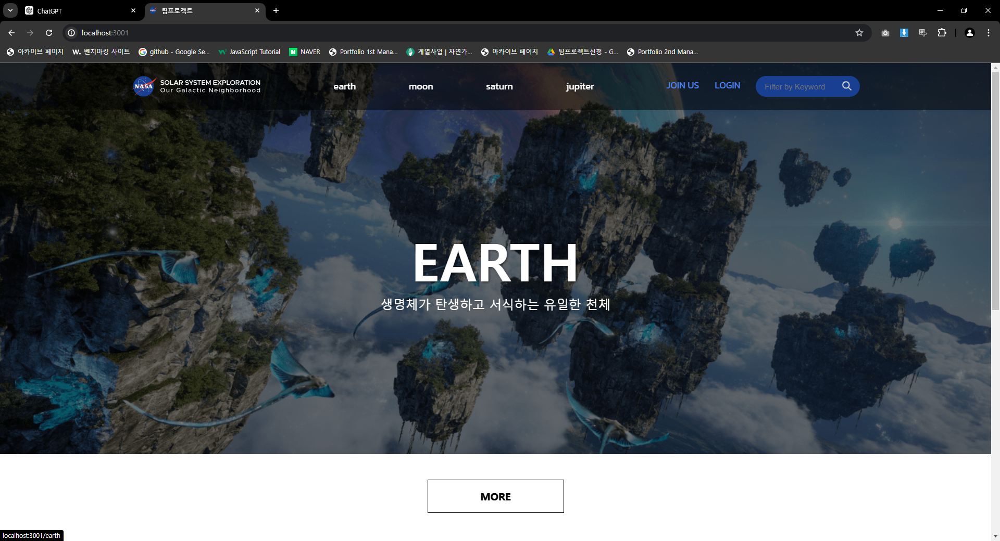 ChatGPT
팀프로젝트
localhost:3001
아카이브 페이지
W. 벤치마킹 사이트
github - Google Se...
JavaScript Tutorial
N NAVER
Portfolio 1st Mana...
계열사업 | 자연가...
아카이브 페이지
팀프로젝트신청 - G...
Portfolio 2nd Mana...
NASA
SOLAR SYSTEM EXPLORATION
Our Galactic Neighborhood
earth
moon
saturn
jupiter
JOIN US
LOGIN
Filter by Keyword
EARTH
생명체가 탄생하고 서식하는 유일한 천체
MORE
localhost:3001/earth